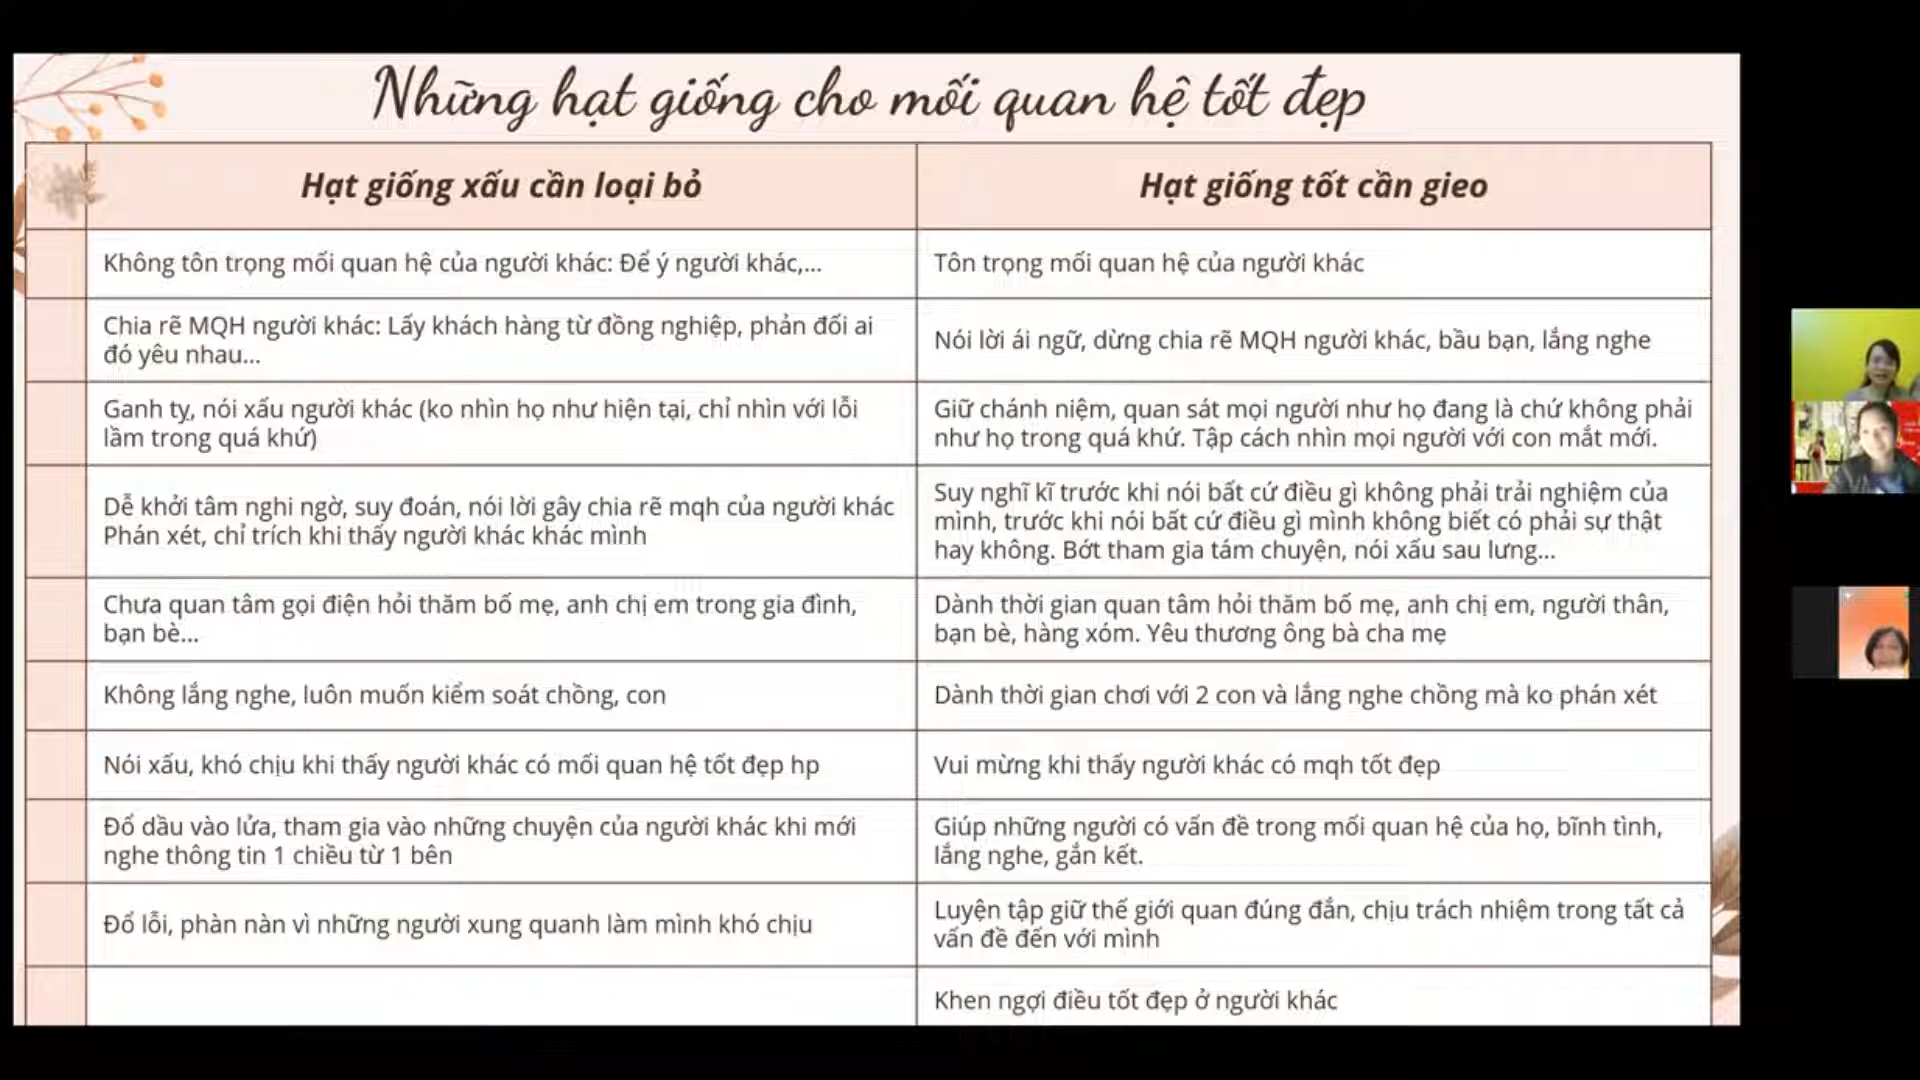 Những hạt giống cho mối quan hệ tốt đẹp
Hạt giống xấu cần loại bỏ
Hạt giống tốt cần gieo
Không tôn trọng mối quan hệ của người khác: Để ý người khác,...
Tôn trọng mối quan hệ của người khác
Chia rẽ MQH người khác: Lấy khách hàng từ đồng nghiệp, phản đối ai
đó yêu nhau...
Nói lời ái ngữ, dừng chia rẽ MQH người khác, bầu bạn, lắng nghe
Ganh tỵ, nói xấu người khác (ko nhìn họ như hiện tại, chỉ nhìn với lỗi
lầm trong quá khứ)
Giữ chánh niệm, quan sát mọi người như họ đang là chứ không phải
như họ trong quá khứ. Tập cách nhìn mọi người với con mắt mới.
Dễ khởi tâm nghi ngờ, suy đoán, nói lời gây chia rẽ mqh của người khác
Phán xét, chỉ trích khi thấy người khác khác mình
Suy nghĩ kĩ trước khi nói bất cứ điều gì không phải trải nghiệm của
mình, trước khi nói bất cứ điều gì mình không biết có phải sự thật
hay không. Bớt tham gia tám chuyện, nói xấu sau lưng...
Chưa quan tâm gọi điện hỏi thăm bố mẹ, anh chị em trong gia đình,
bạn bè...
Dành thời gian quan tâm hỏi thăm bố mẹ, anh chị em, người thân,
bạn bè, hàng xóm. Yêu thương ông bà cha mẹ
Không lắng nghe, luôn muốn kiểm soát chồng, con
Dành thời gian chơi với 2 con và lắng nghe chồng mà ko phán xét
Nói xấu, khó chịu khi thấy người khác có mối quan hệ tốt đẹp hp
Vui mừng khi thấy người khác có mqh tốt đẹp
Đổ dầu vào lửa, tham gia vào những chuyện của người khác khi mới
nghe thông tin 1 chiều từ 1 bên
Giúp những người có vấn đề trong mối quan hệ của họ, bĩnh tình,
lắng nghe, gắn kết.
Đổ lỗi, phàn nàn vì những người xung quanh làm mình khó chịu
Luyện tập giữ thế giới quan đúng đắn, chịu trách nhiệm trong tất cả
vấn đề đến với mình
Khen ngợi điều tốt đẹp ở người khác